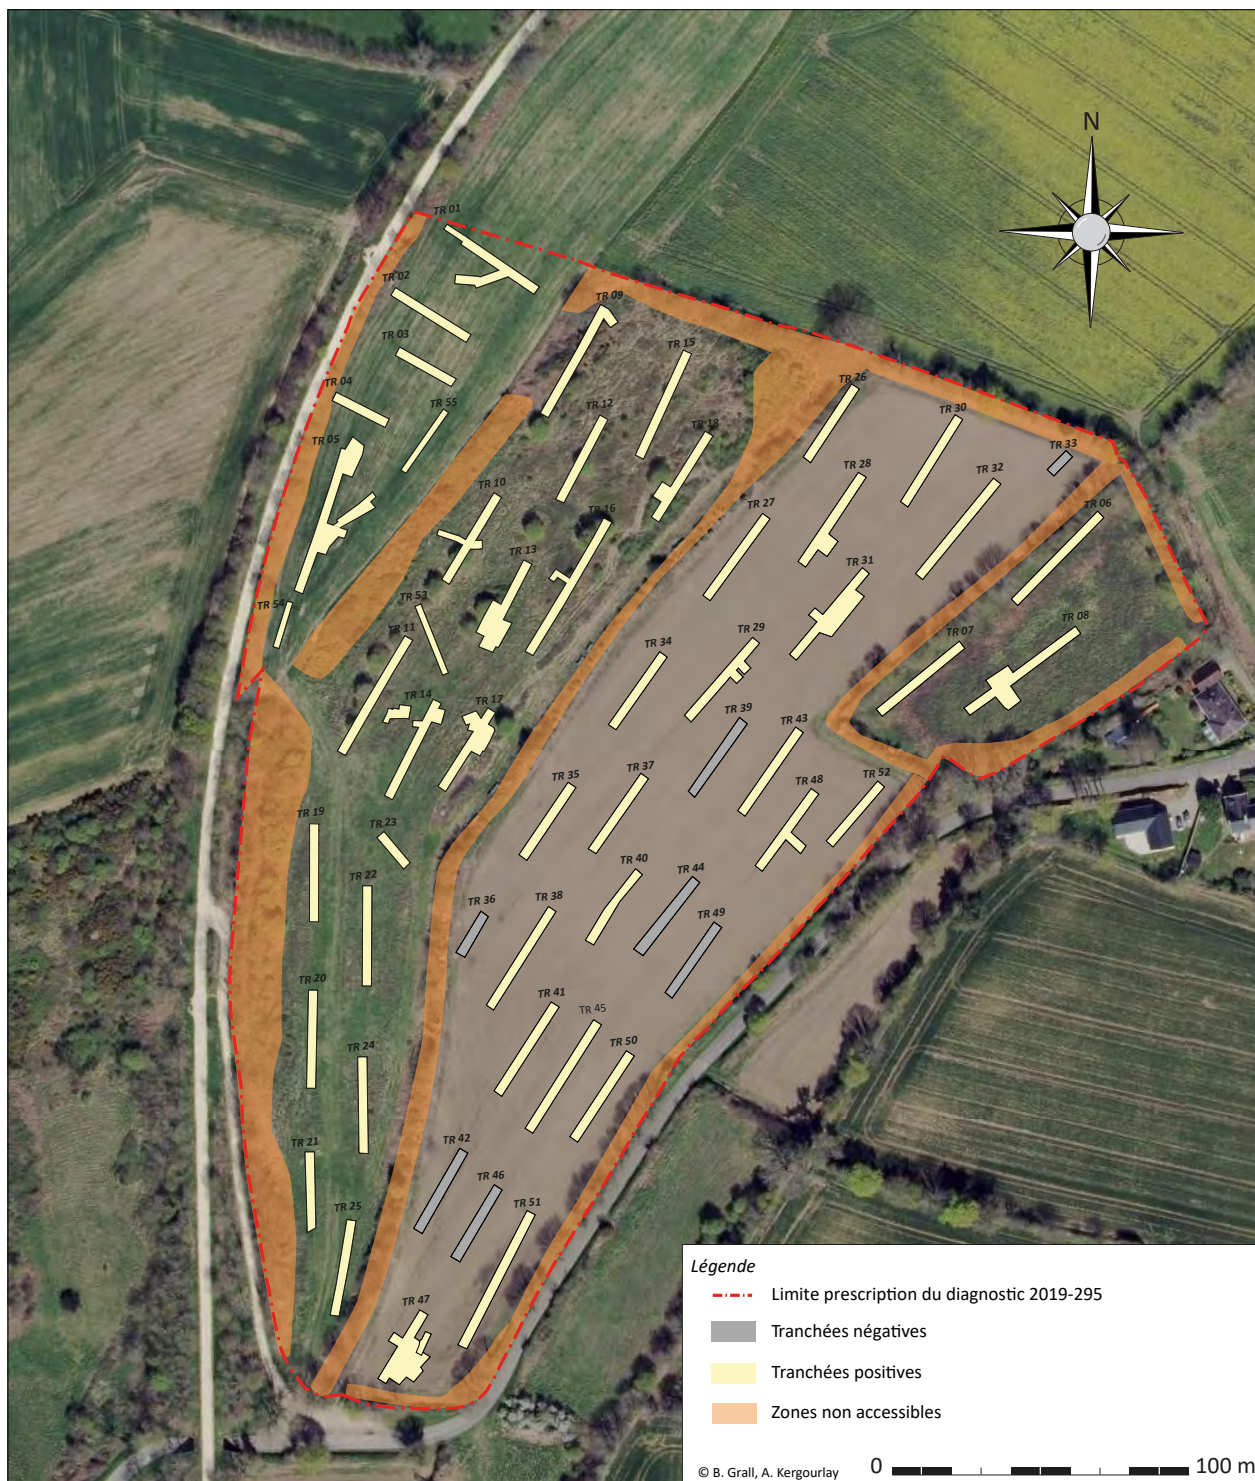 N
TR 01
TR 02
TR 09
TR 03
TR 15
TR 04
TR 55
TR 26
TR 12
TR 30
TR 05
TR 18
TR 33
TR 28
TR 32
TR 10
TR 27
TR 06
TR 16
TR 13
TR 31
TR 54
TR 53
TR 08
TR 11
TR 29
TR 07
TR 34
TR 14
TR 17
TR 39
TR 43
TR 37
TR 35
TR 52
TR 48
TR 19
TR 23
TR 40
TR 44
TR 22
TR 36
TR 38
TR 49
TR 20
TR 41
TR 45
TR 24
TR 50
TR 21
TR 42
TR 46
TR 25
TR 51
TR 47
Légende
Limite prescription du diagnostic 2019-295
Tranchées négatives
Tranchées positives
Zones non accessibles
© B. Grall, A. Kergourlay
0 100 m